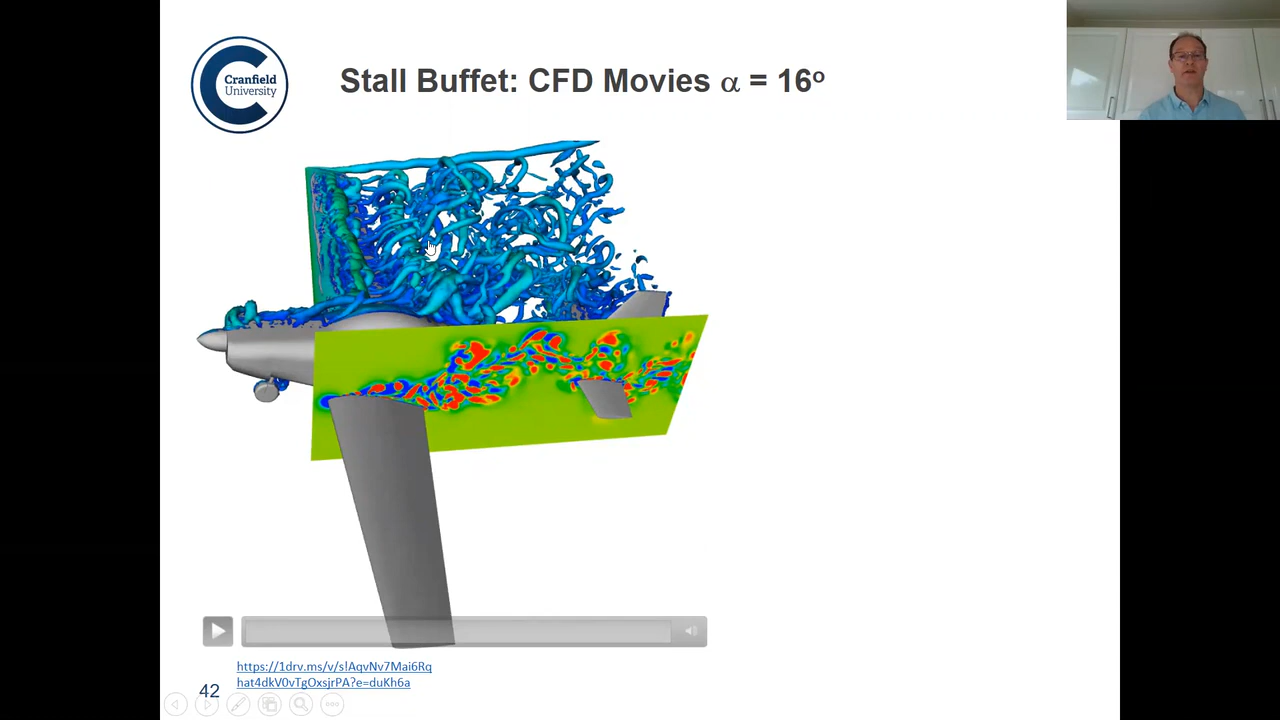 Cranfield
University
Stall Buffet: CFD Movies α = 16º
https://1drv.ms/v/s!AqvNv7Mai6Rq
hat4dkV0vTgOxsjrPA?e=duKh6a
42